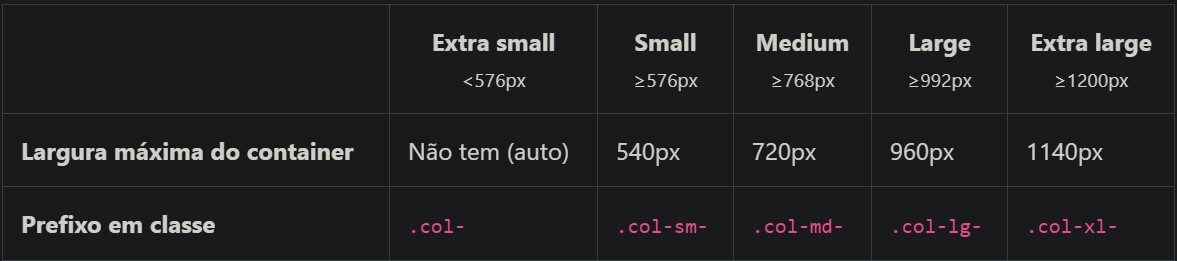 Extra small Small Medium Large Extra large
<576px ≥576px ≥768px ≥992px ≥1200px
Largura máxima do container Não tem (auto) 540px 720px 960px 1140px
Prefixo em classe .col- .col-sm- .col-md- .col-lg- .col-xl-